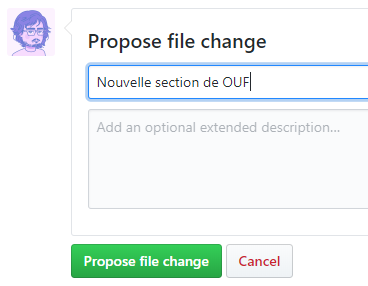 Propose file change
Nouvelle section de OUF
Add an optional extended description...
Propose file change
Cancel